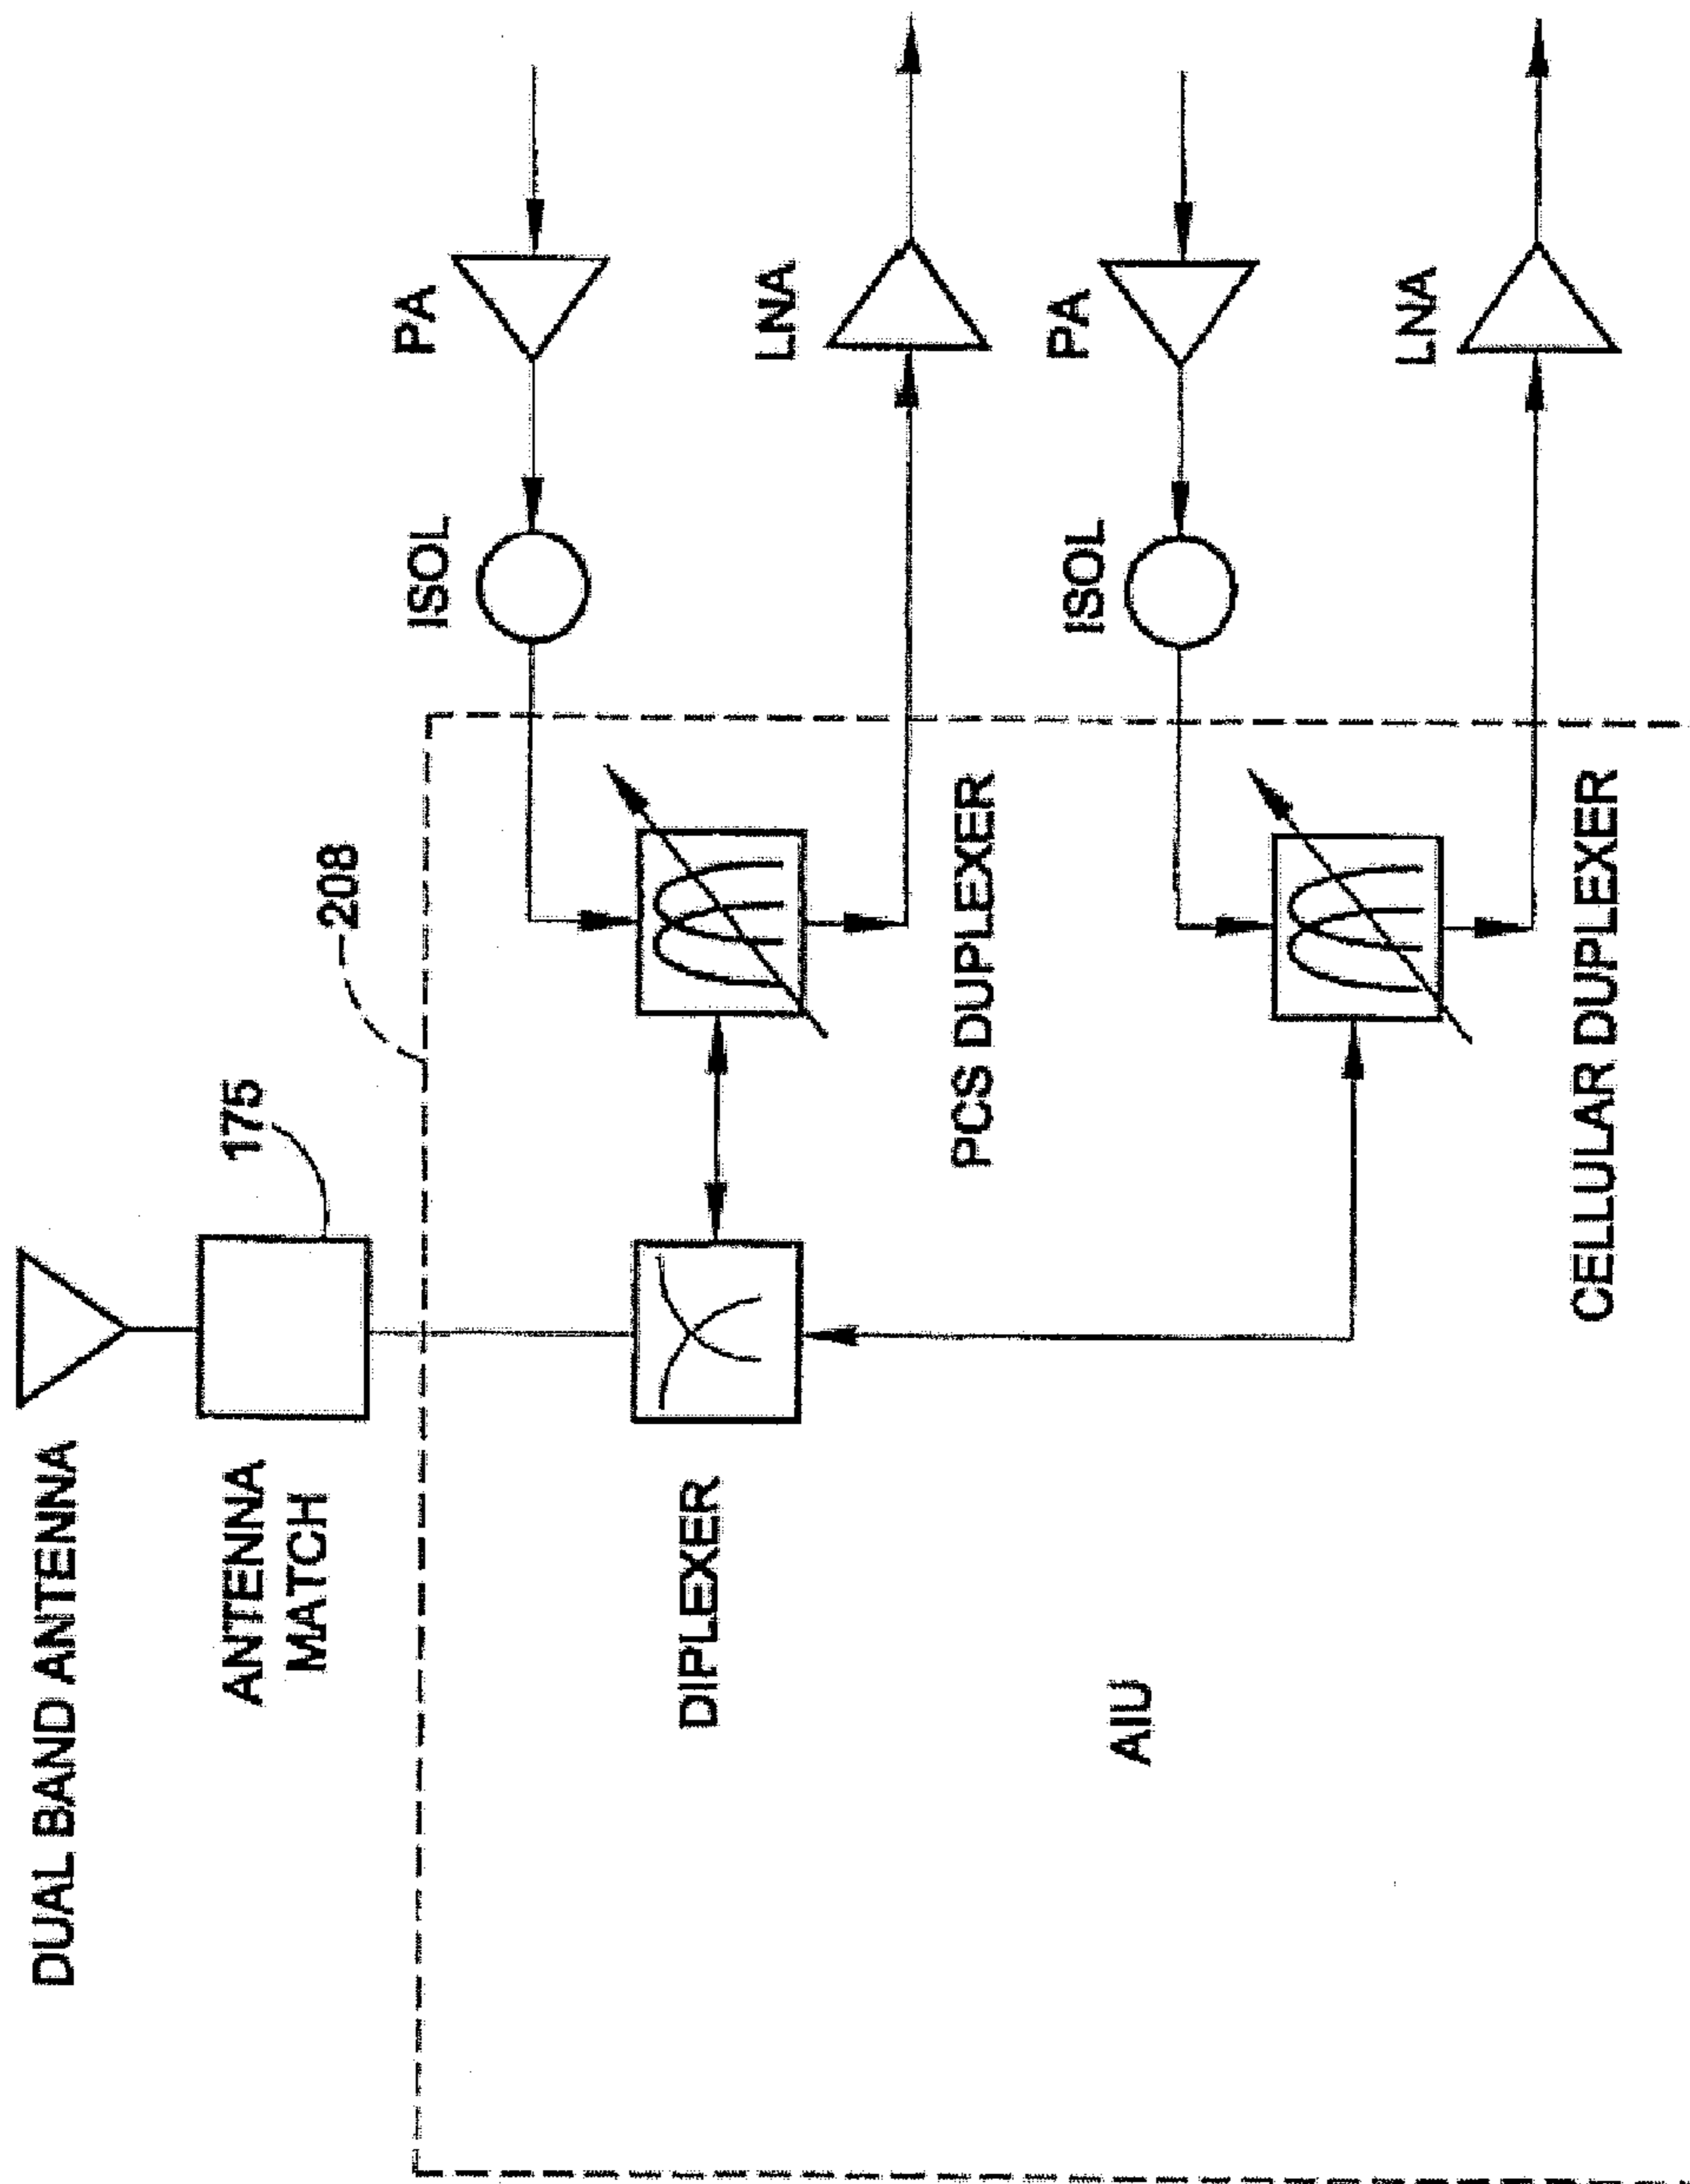 DUAL BAND ANTENNA
ANTENNA
MATCH
175
208
DIPLEXER
AIU
PCS DUPLEXER
CELLULAR DUPLEXER
ISOL
PA
LNA
ISOL
PA
LNA